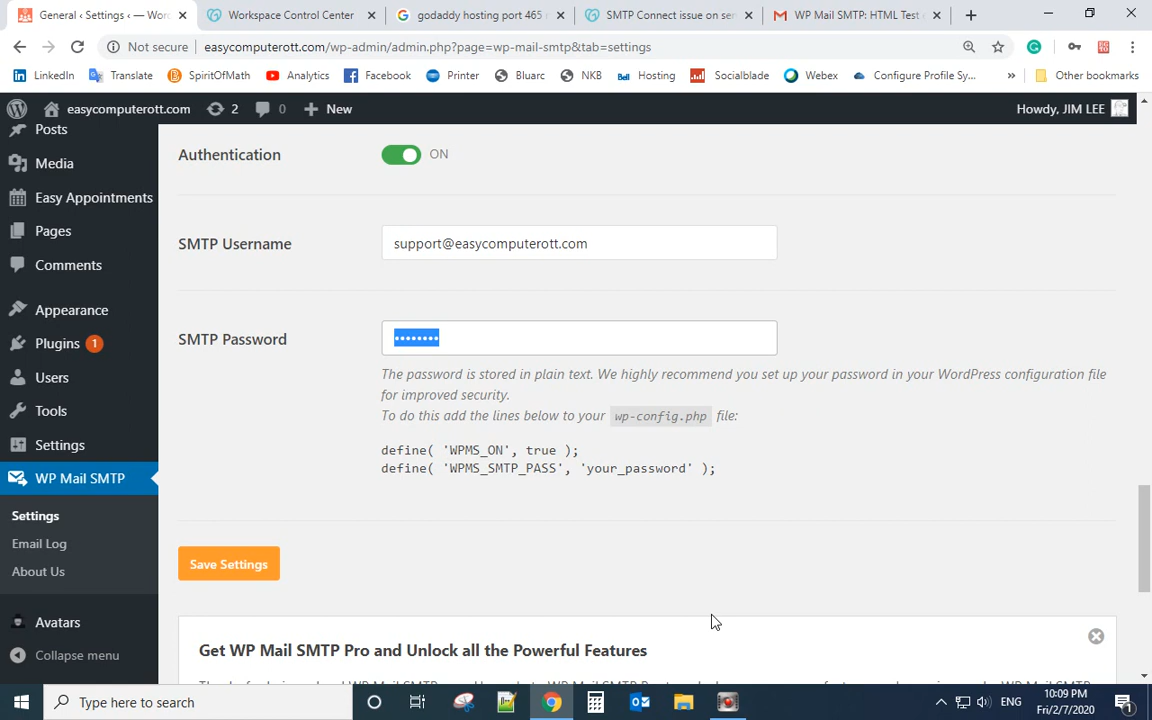 General ‹ Settings ‹ — Wor
Workspace Control Center
godaddy hosting port 465
SMTP Connect issue on ser
WP Mail SMTP: HTML Test
Not secure
easycomputerott.com/wp-admin/admin.php?page=wp-mail-smtp&tab=settings
LinkedIn
Translate
SpiritOfMath
Analytics
Facebook
Printer
Bluarc
NKB
Bell Hosting
Socialblade
Webex
Configure Profile Sy...
»
Other bookmarks
easycomputerott.com
2
0
New
Howdy, JIM LEE
Posts
Media
Easy Appointments
Pages
Comments
Appearance
Plugins 1
Users
Tools
Settings
WP Mail SMTP
Settings
Email Log
About Us
Avatars
Collapse menu
Authentication
ON
SMTP Username
support@easycomputerott.com
SMTP Password
••••••••
The password is stored in plain text. We highly recommend you set up your password in your WordPress configuration file
for improved security.
To do this add the lines below to your wp-config.php file:
define( 'WPMS_ON', true );
define( 'WPMS_SMTP_PASS', 'your_password' );
Save Settings
Get WP Mail SMTP Pro and Unlock all the Powerful Features
Type here to search
ENG
10:09 PM
Fri/2/7/2020
1